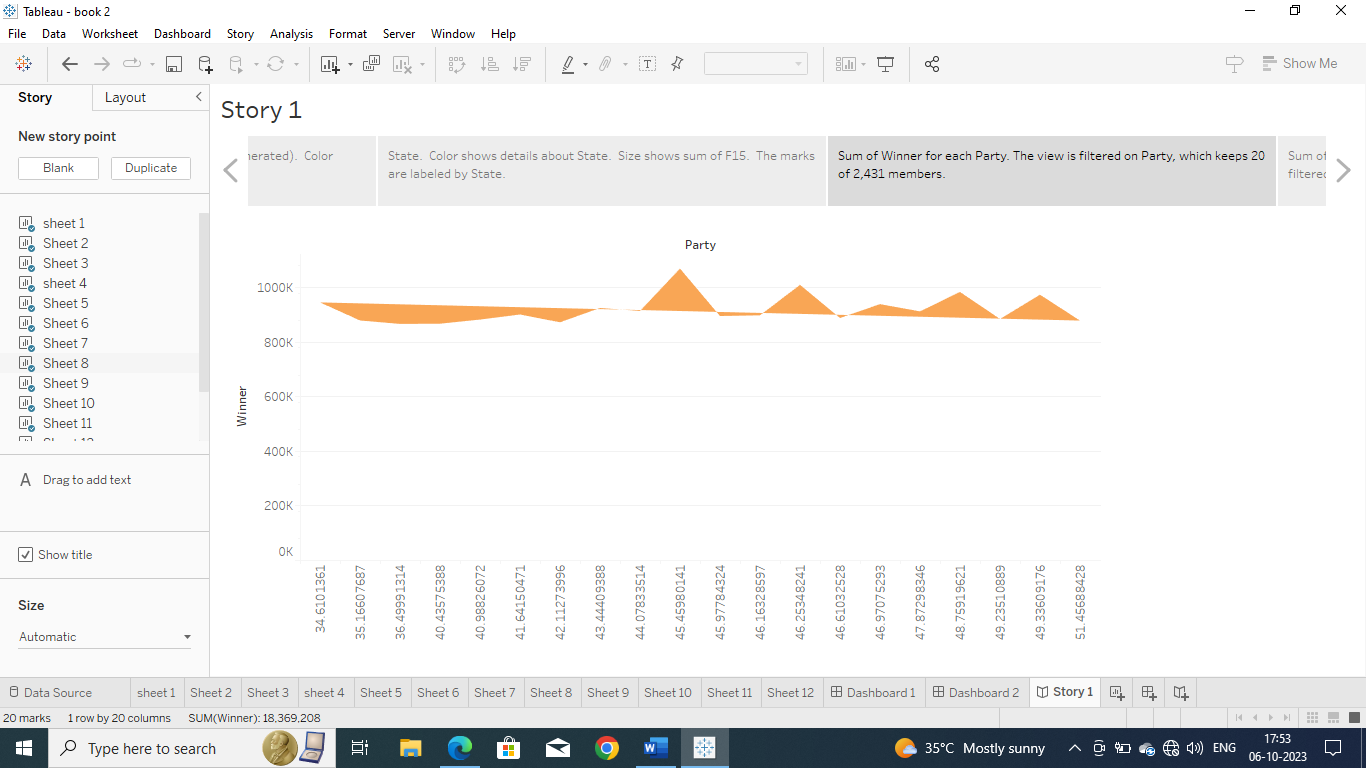 Tableau - book 2
File Data Worksheet Dashboard Story Analysis Format Server Window Help
Show Me
Story Layout
New story point
Blank Duplicate
sheet 1
Sheet 2
Sheet 3
sheet 4
Sheet 5
Sheet 6
Sheet 7
Sheet 8
Sheet 9
Sheet 10
Sheet 11
A Drag to add text
Show title
Size
Automatic
Story 1
nerated). Color
State. Color shows details about State. Size shows sum of F15. The marks
are labeled by State.
Sum of Winner for each Party. The view is filtered on Party, which keeps 20
of 2,431 members.
Sum of
filtered
Party
1000K
800K
600K
400K
200K
0K
Winner
34.6101361
35.16607687
36.49991314
40.43575388
40.98826072
41.64150471
42.11273996
43.44409388
44.07833514
45.45980141
45.97784324
46.16328597
46.25348241
46.61032528
46.97075293
47.87298346
48.75919621
49.23510889
49.33609176
51.45688428
Data Source sheet 1 Sheet 2 Sheet 3 sheet 4 Sheet 5 Sheet 6 Sheet 7 Sheet 8 Sheet 9 Sheet 10 Sheet 11 Sheet 12 Dashboard 1 Dashboard 2 Story 1
20 marks 1 row by 20 columns SUM(Winner): 18,369,208
Type here to search
35°C Mostly sunny
ENG
17:53
06-10-2023